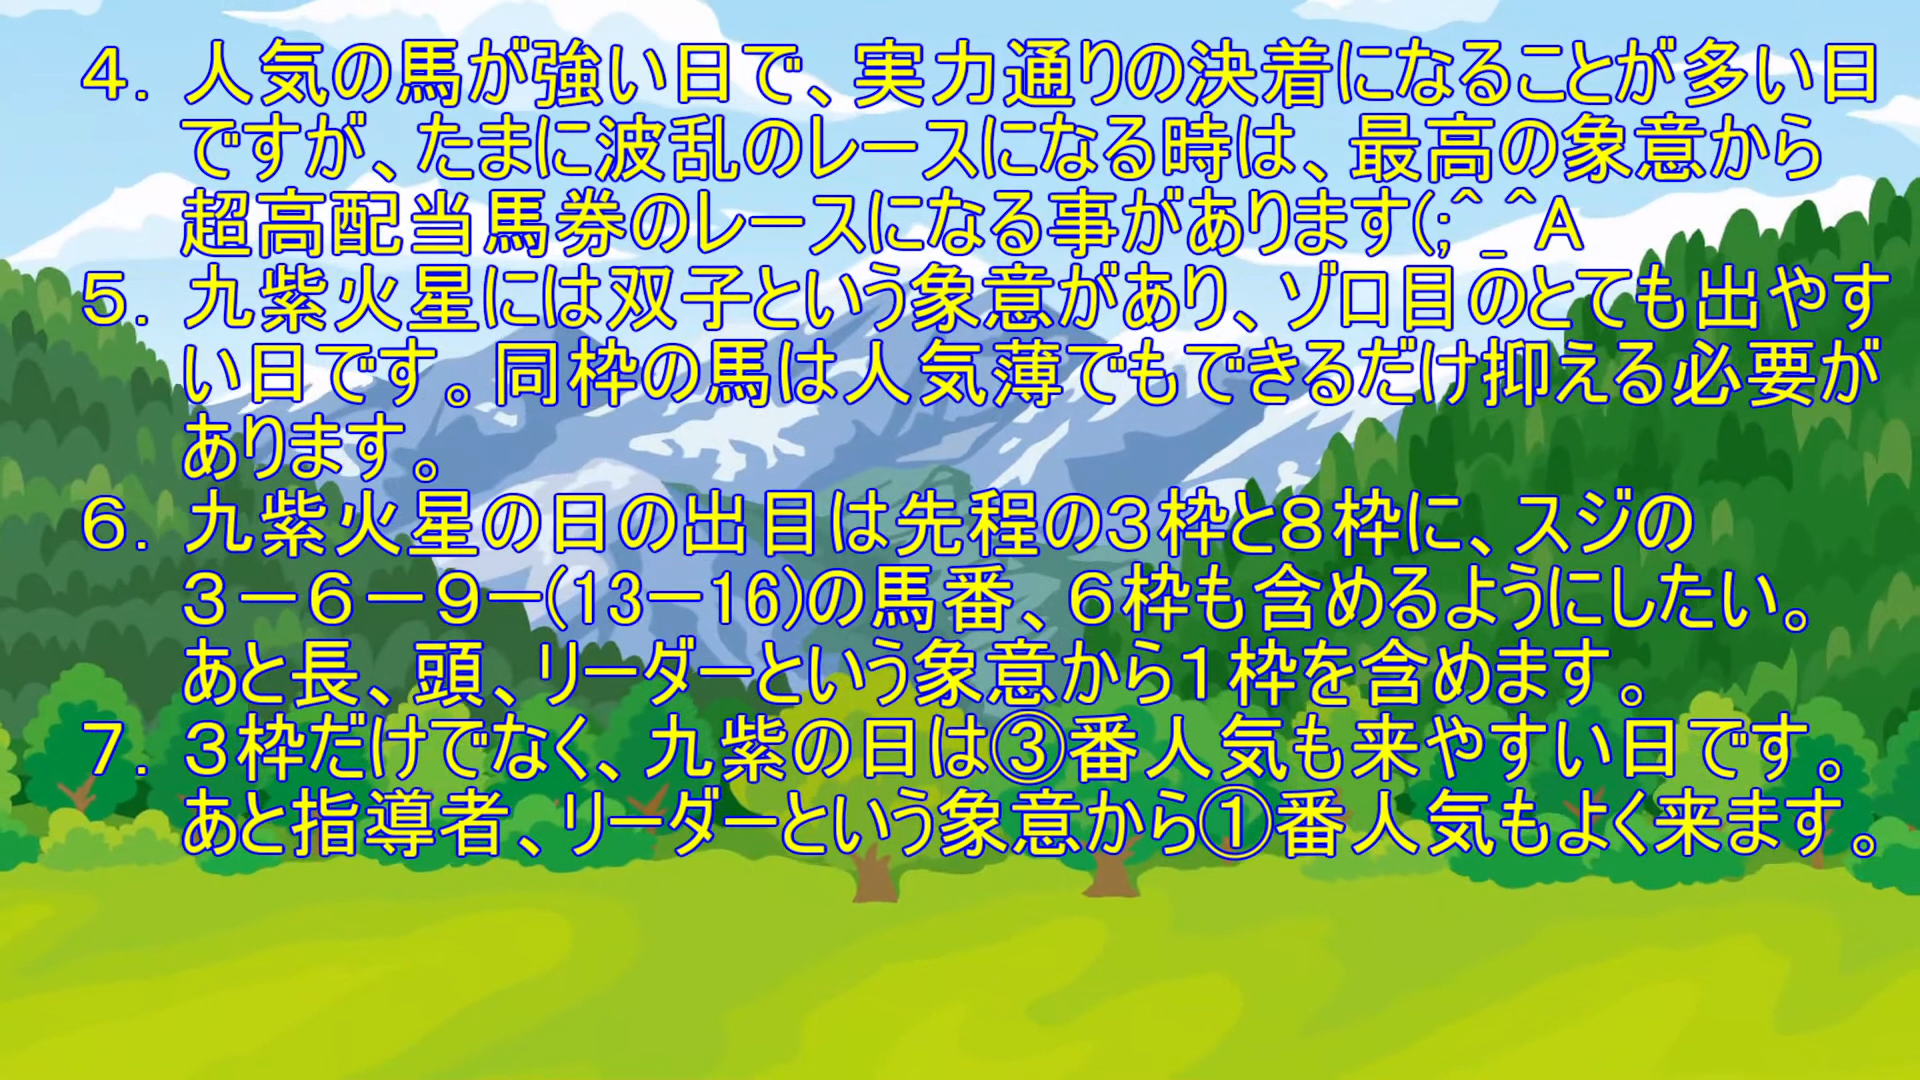 ４．人気の馬が強い日で、実力通りの決着になることが多い日
ですが、たまに波乱のレースになる時は、最高の象意から
超高配当馬券のレースになる事があります(;^_^A
５．九紫火星には双子という象意があり、ゾロ目のとても出やす
い日です。同枠の馬は人気薄でもできるだけ抑える必要が
あります。
６．九紫火星の日の出目は先程の３枠と８枠に、スジの
３－６－９－(13－16)の馬番、６枠も含めるようにしたい。
あと長、頭、リーダーという象意から１枠を含めます。
７．３枠だけでなく、九紫の日は③番人気も来やすい日です。
あと指導者、リーダーという象意から①番人気もよく来ます。